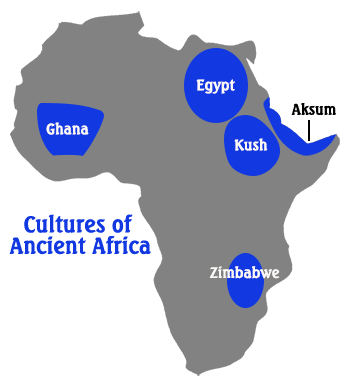 Egypt
Aksum
Ghana
Kush
Cultures of
Ancient Africa
Zimbabwe